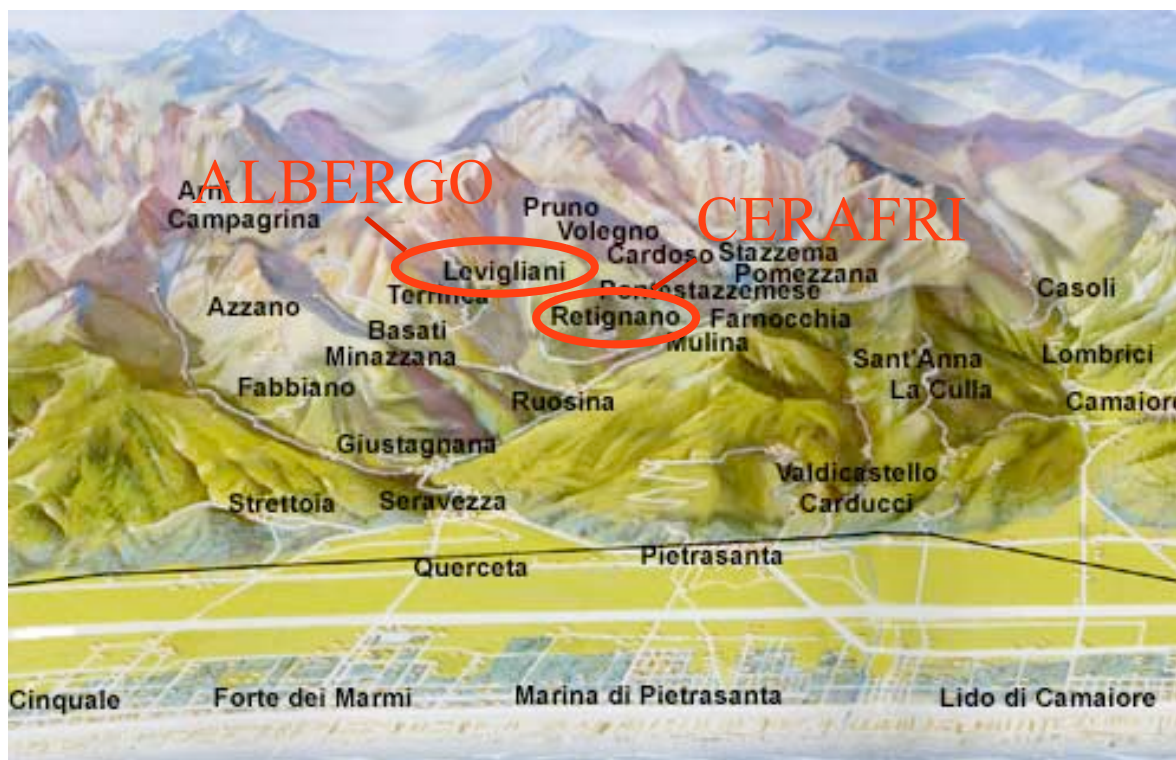 ALBERGO
Arni
Campagrina
Pruno
Volegno
CERAFRI
Cardoso
Stazzema
Levigliani
Pomezzana
Terrinca
Pontestazzemese
Casoli
Azzano
Retignano
Farnocchia
Basati
Mulina
Minazzana
Sant'Anna
Lombrici
Fabbiano
La Culla
Ruosina
Camaiore
Giustagnana
Valdicastello
Carducci
Strettoia
Seravezza
Querceta
Pietrasanta
Cinquale
Forte dei Marmi
Marina di Pietrasanta
Lido di Camaiore